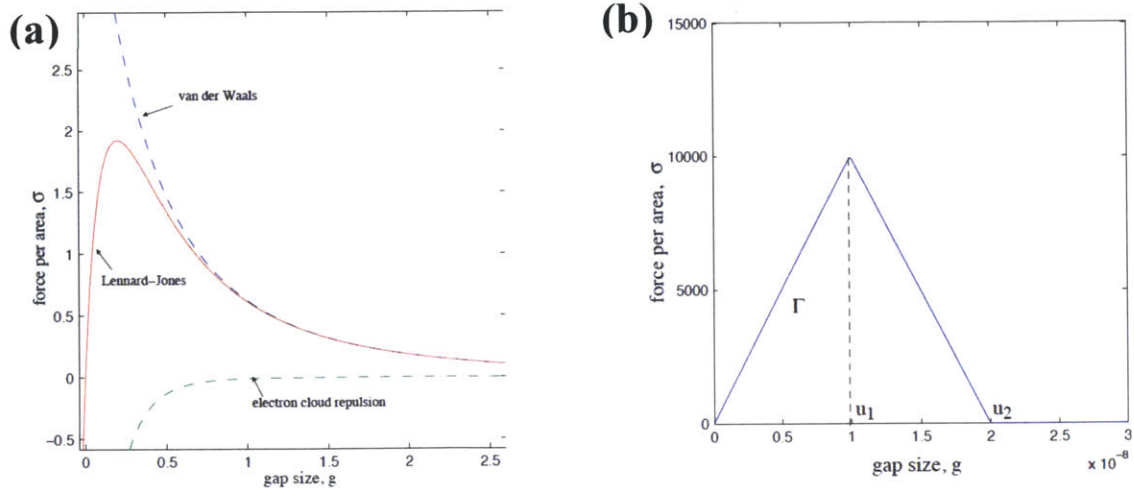 (a)
van der Waals
Lennard–Jones
electron cloud repulsion
force per area, σ
2.5
2
1.5
1
0.5
0
−0.5
0 0.5 1 1.5 2 2.5
gap size, g
(b)
force per area, σ
15000
10000
5000
0
Γ
u1
u2
0 0.5 1 1.5 2 2.5 3
gap size, g
x 10⁻⁸